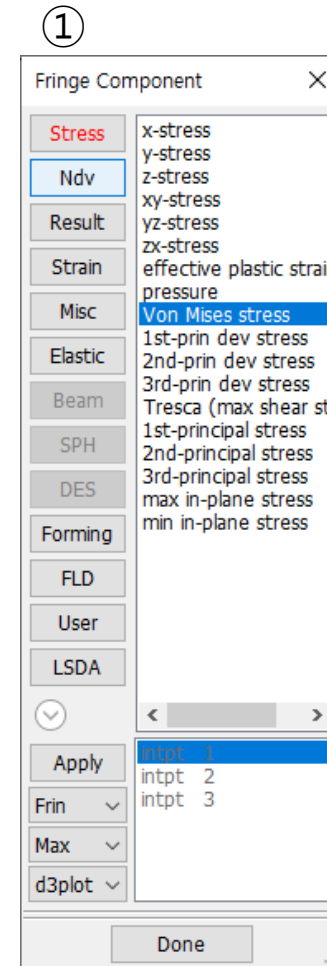 ①
Fringe Component
Stress
Ndv
Result
Strain
Misc
Elastic
Beam
SPH
DES
Forming
FLD
User
LSDA
x-stress
y-stress
z-stress
xy-stress
yz-stress
zx-stress
effective plastic strai
pressure
Von Mises stress
1st-prin dev stress
2nd-prin dev stress
3rd-prin dev stress
Tresca (max shear st
1st-principal stress
2nd-principal stress
3rd-principal stress
max in-plane stress
min in-plane stress
Apply
Frin
Max
d3plot
intpt 1
intpt 2
intpt 3
Done